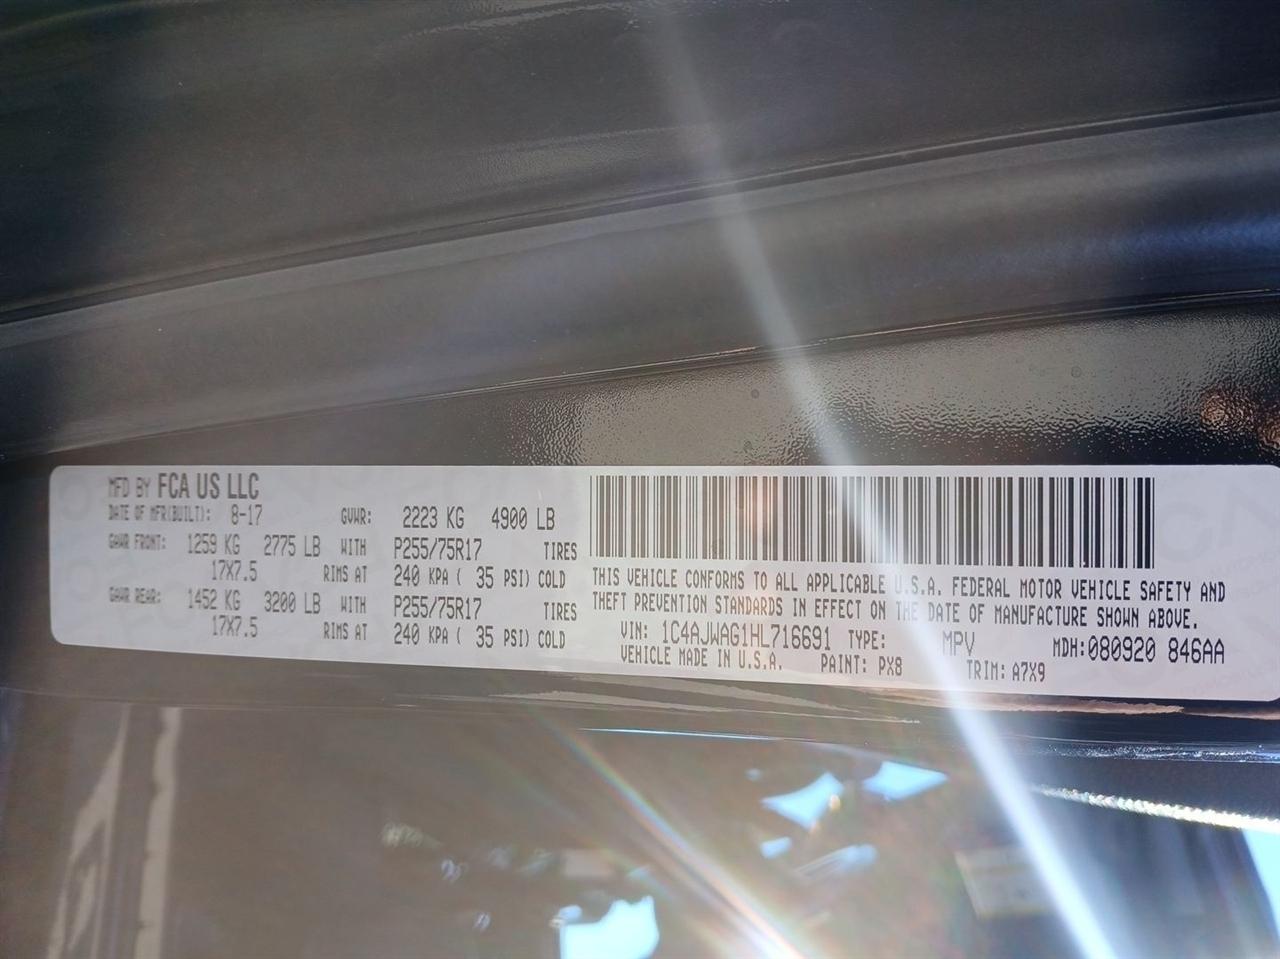 MFD BY FCA US LLC
DATE OF MFR(BUILT): 8-17 GVWR: 2223 KG 4900 LB
GAWR FRONT: 1259 KG 2775 LB WITH P255/75R17 TIRES
17X7.5 RIMS AT 240 KPA ( 35 PSI) COLD
GAWR REAR: 1452 KG 3200 LB WITH P255/75R17 TIRES
17X7.5 RIMS AT 240 KPA ( 35 PSI) COLD
THIS VEHICLE CONFORMS TO ALL APPLICABLE U.S.A. FEDERAL MOTOR VEHICLE SAFETY AND
THEFT PREVENTION STANDARDS IN EFFECT ON THE DATE OF MANUFACTURE SHOWN ABOVE.
VIN: 1C4AJWAG1HL716691 TYPE: MPV MDH:080920 846AA
VEHICLE MADE IN U.S.A. PAINT: PX8 TRIM: A7X9